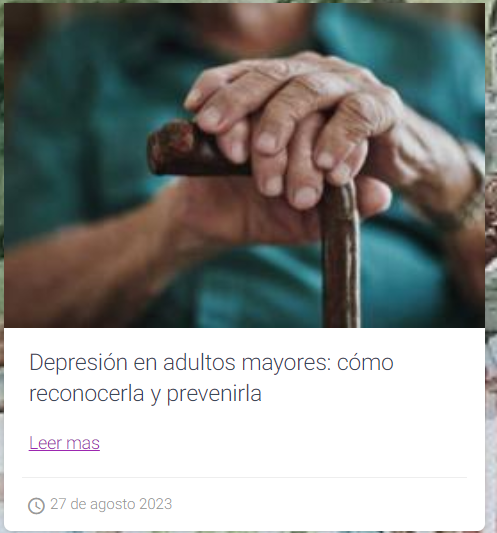 Depresión en adultos mayores: cómo
reconocerla y prevenirla
Leer mas
27 de agosto 2023